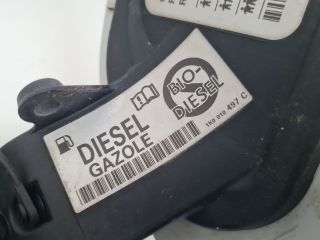 BIO-
DIESEL
DIESEL
GAZOLE
1K0 010 497 C